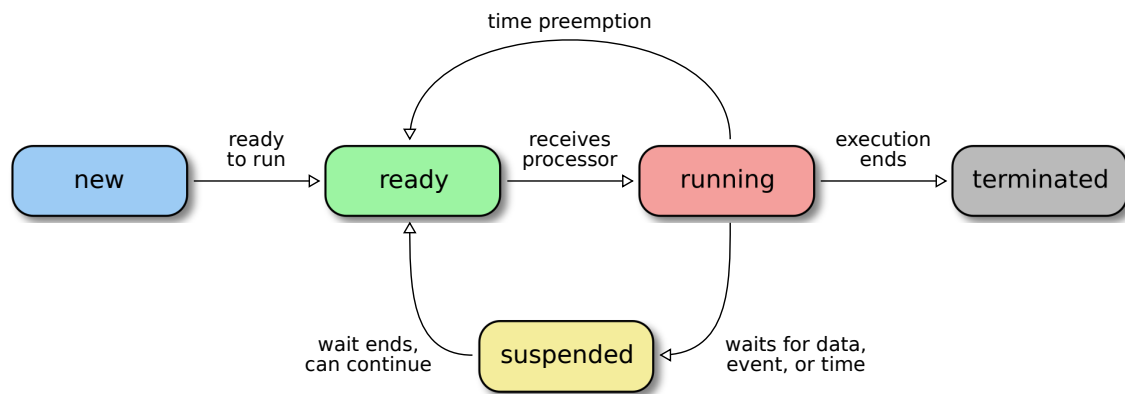 time preemption
ready
to run
receives
processor
execution
ends
new
ready
running
terminated
wait ends,
can continue
suspended
waits for data,
event, or time